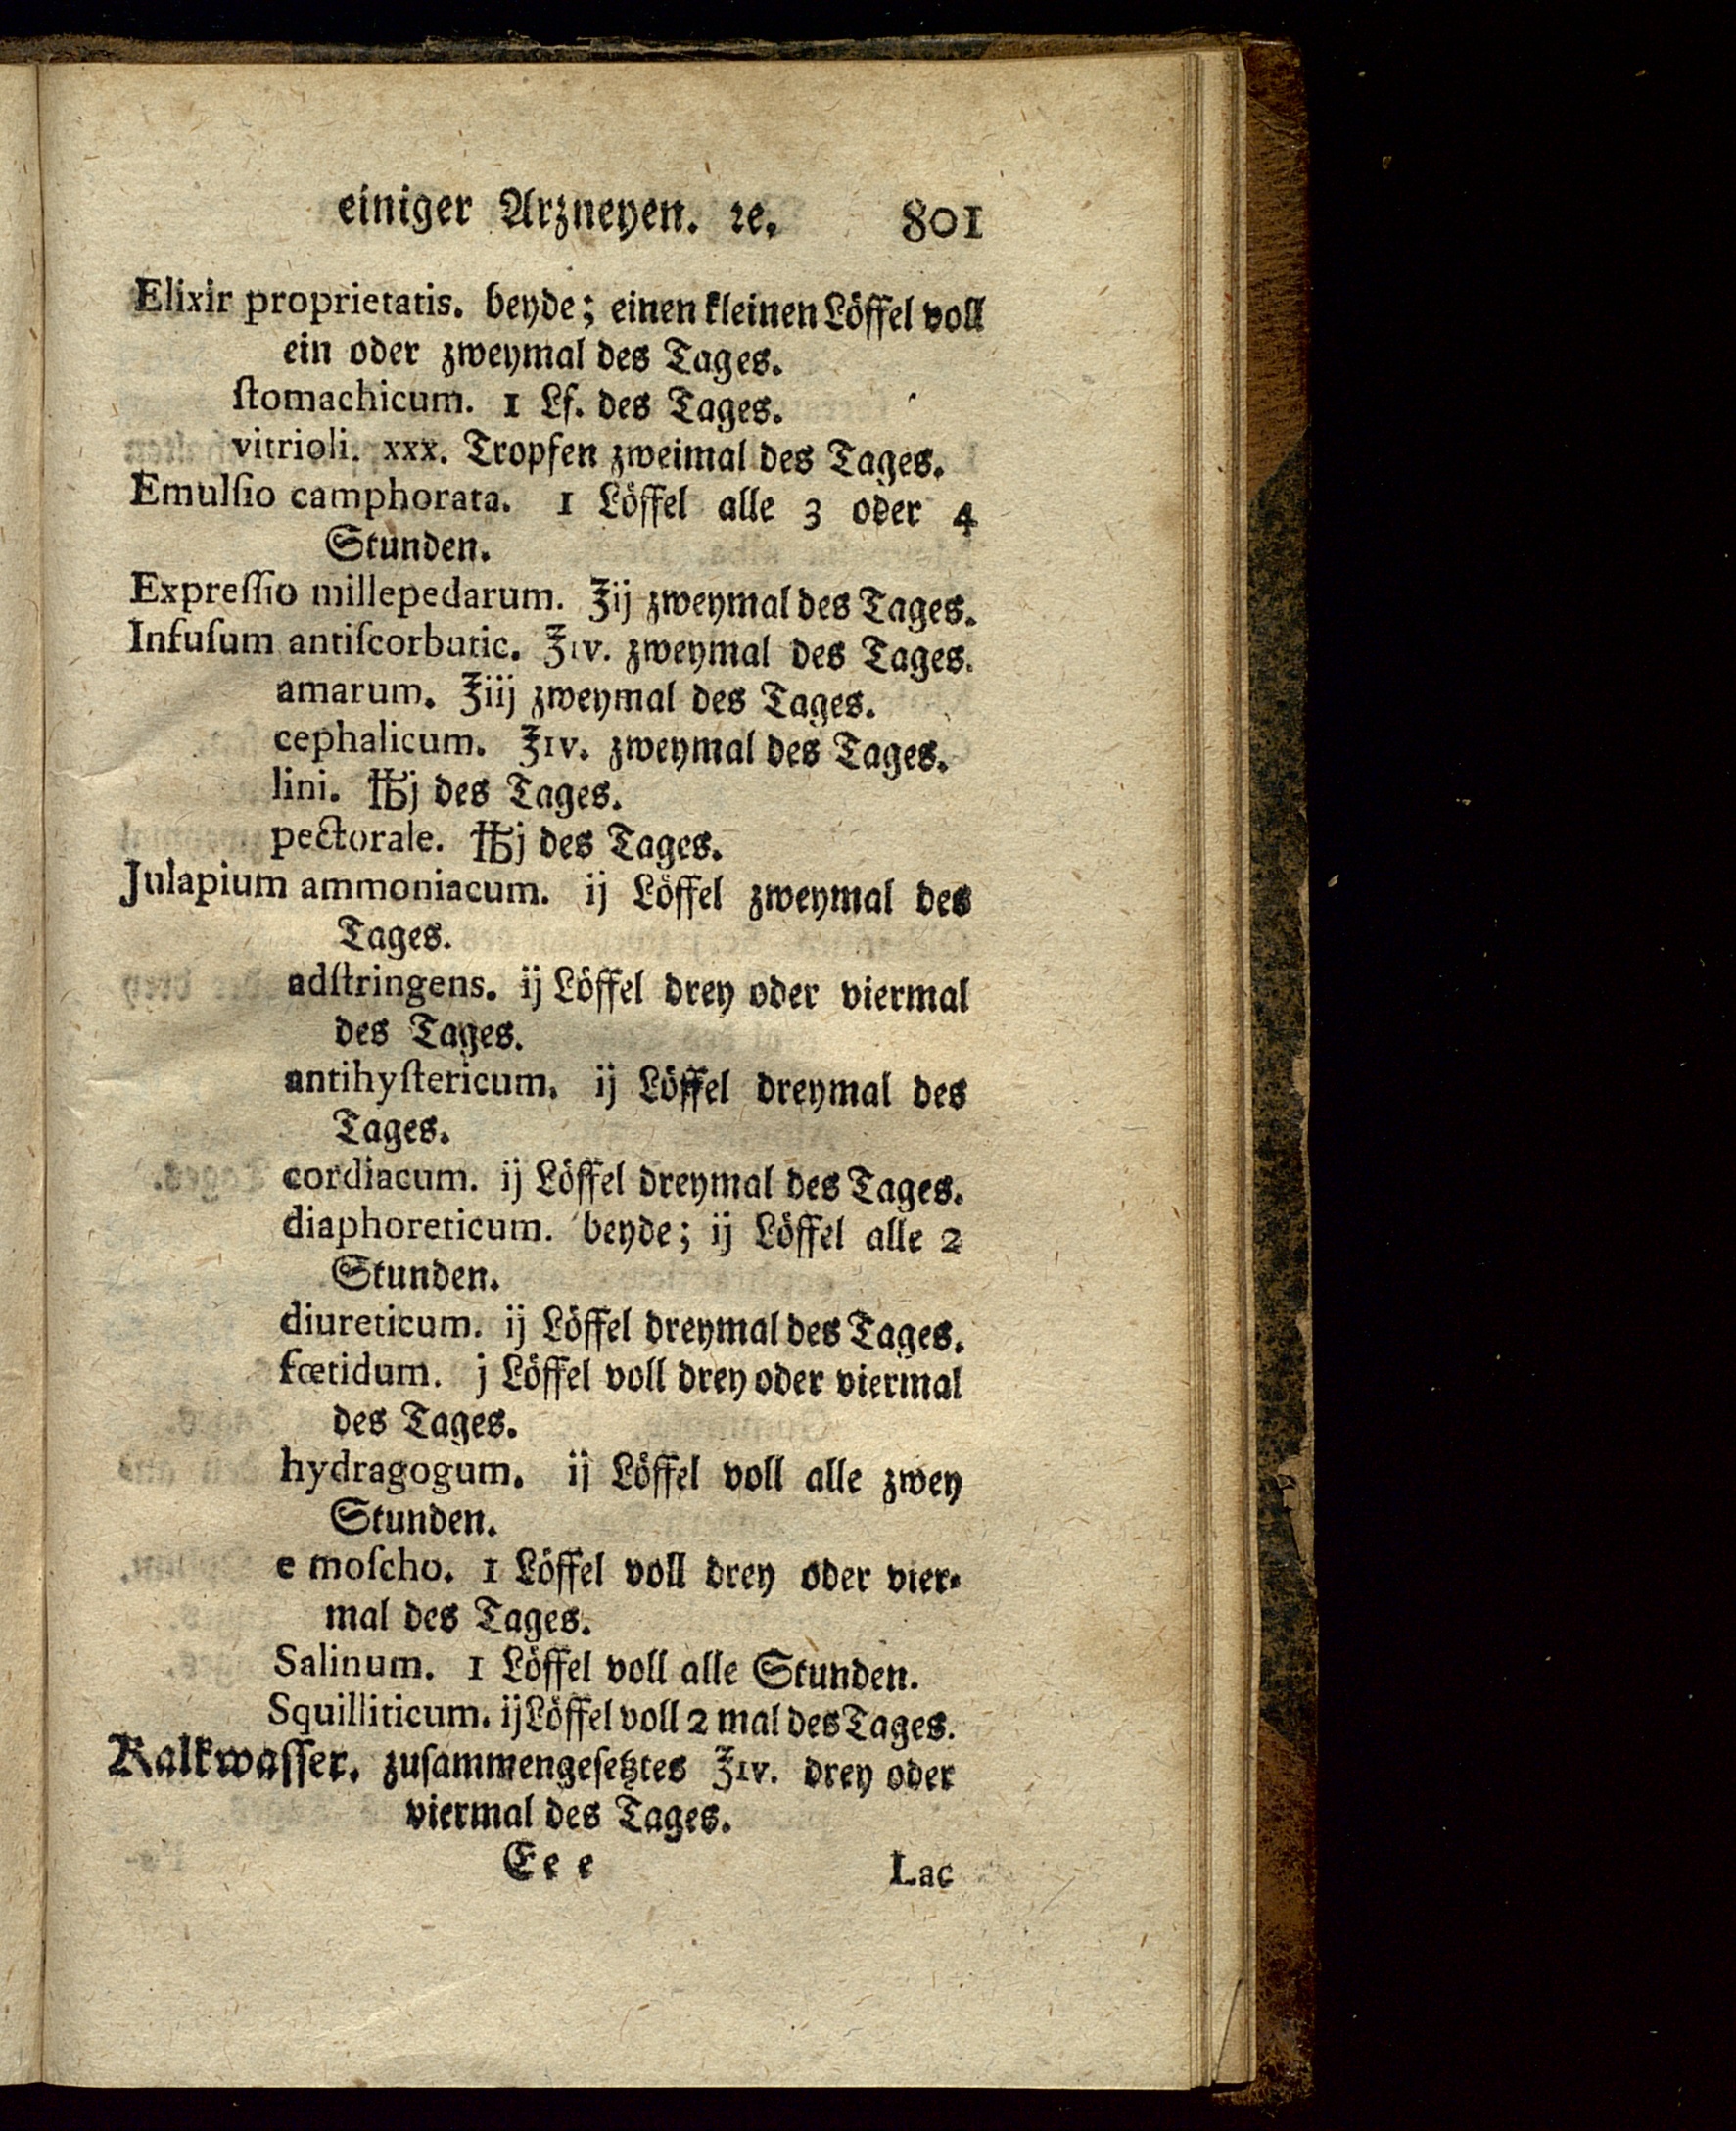 einiger Arzneyen. ꝛc. 801
Elixir proprietatis. beyde; einen kleinen Löffel voll
ein oder zweymal des Tages.
ſtomachicum. 1 Lf. des Tages.
vitrioli. xxx. Tropfen zweimal des Tages.
Emulſio camphorata. 1 Löffel alle 3 oder 4
Stunden.
Expreſſio millepedarum. ℥ij zweymal des Tages.
Infuſum antiſcorbutic. ℥ıv. zweymal des Tages.
amarum. ℥iij zweymal des Tages.
cephalicum. ℥ıv. zweymal des Tages.
lini. ℔j des Tages.
pectorale. ℔j des Tages.
Julapium ammoniacum. ij Löffel zweymal des
Tages.
adſtringens. ij Löffel drey oder viermal
des Tages.
antihyſtericum. ij Löffel dreymal des
Tages.
cordiacum. ij Löffel dreymal des Tages.
diaphoreticum. beyde; ij Löffel alle 2
Stunden.
diureticum. ij Löffel dreymal des Tages.
fœtidum. j Löffel voll drey oder viermal
des Tages.
hydragogum. ij Löffel voll alle zwey
Stunden.
e moſcho. 1 Löffel voll drey oder vier⸗
mal des Tages.
Salinum. 1 Löffel voll alle Stunden.
Squilliticum. ij Löffel voll 2 mal des Tages.
Kalkwaſſer. zuſammengeſetztes ℥ıv. drey oder
viermal des Tages.
E e e Lac